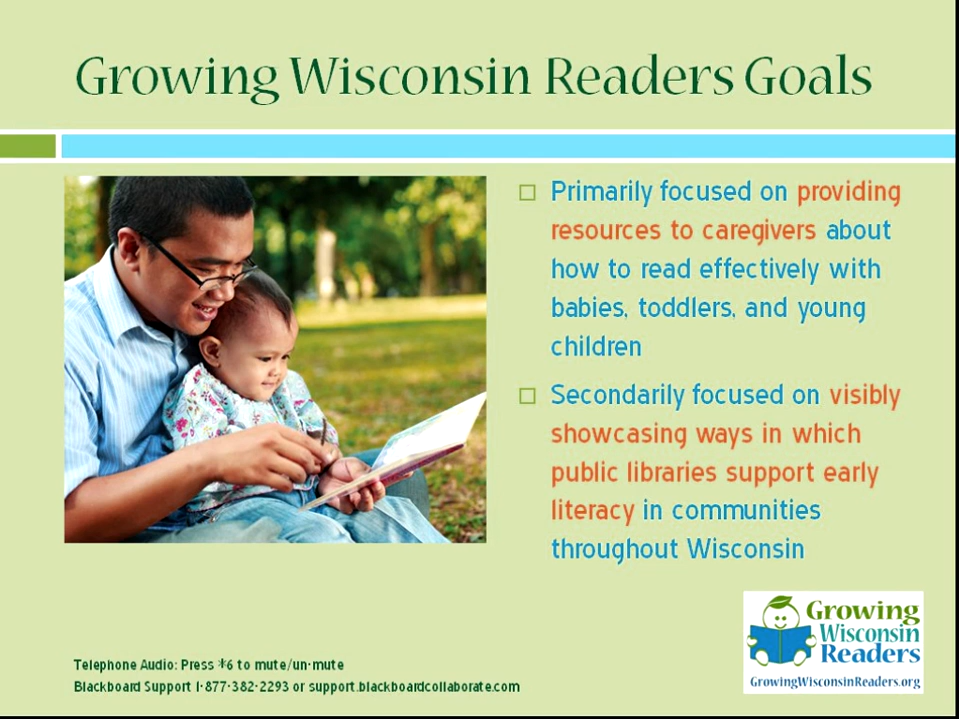 Growing Wisconsin Readers Goals
Primarily focused on providing
resources to caregivers about
how to read effectively with
babies, toddlers, and young
children
Secondarily focused on visibly
showcasing ways in which
public libraries support early
literacy in communities
throughout Wisconsin
Growing
Wisconsin
Readers
GrowingWisconsinReaders.org
Telephone Audio: Press *6 to mute/un-mute
Blackboard Support 1-877-382-2293 or support.blackboardcollaborate.com